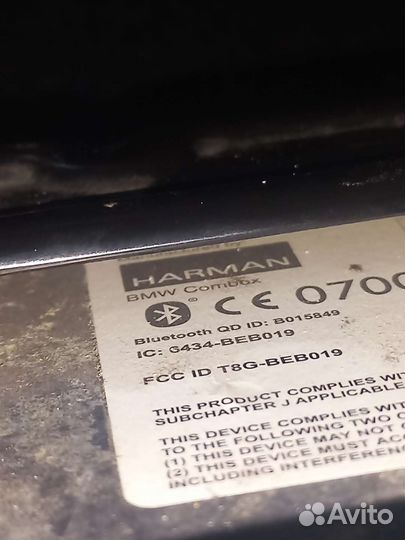 HARMAN
BMW Combox
CE 0700
Bluetooth QD ID: B015849
IC: 6434-BEB019
FCC ID T8G-BEB019
THIS PRODUCT COMPLIES WITH
SUBCHAPTER J APPLICABLE
THIS DEVICE COMPLIES WITH
TO THE FOLLOWING TWO CO
(1) THIS DEVICE MAY NOT C
(2) THIS DEVICE MUST ACC
INCLUDING INTERFERENCE
Avito